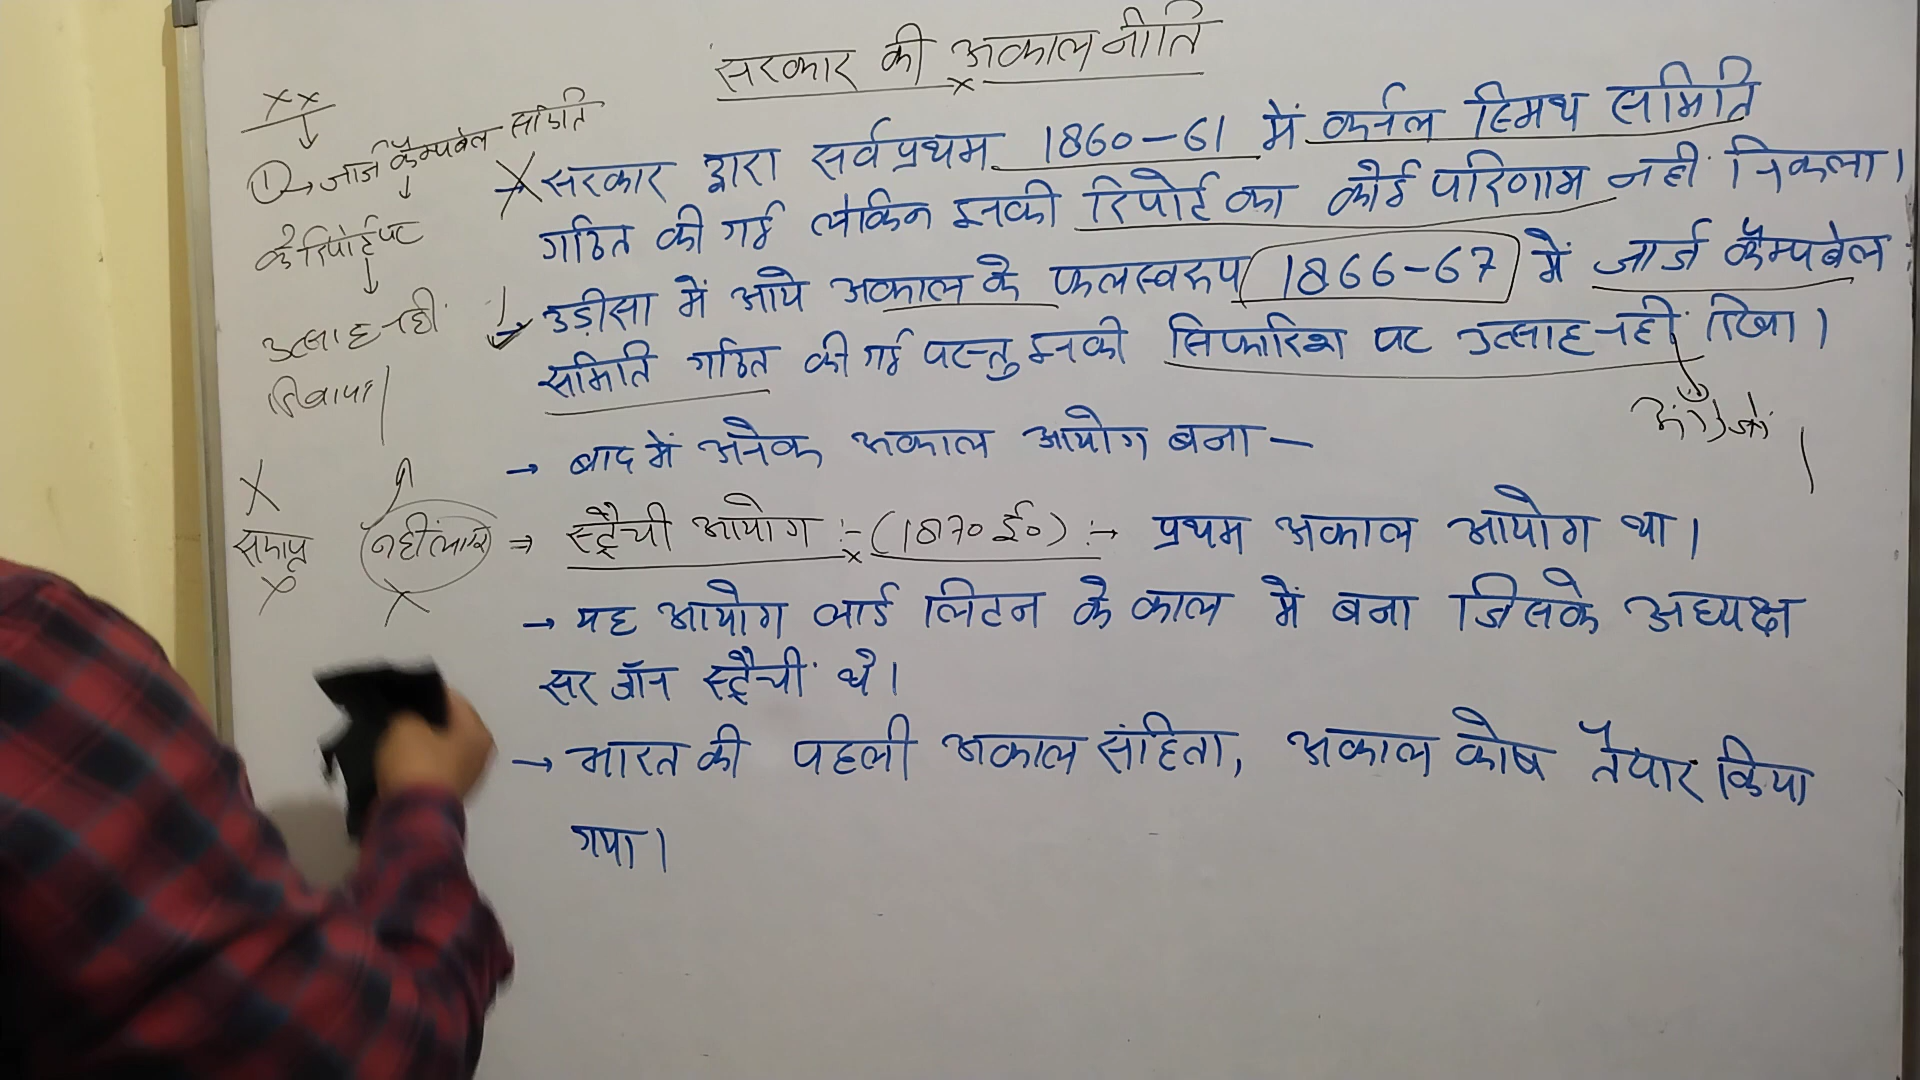 सरकार की अकाल नीति
सरकार द्वारा सर्वप्रथम 1860-61 में कर्नल स्मिथ समिति
गठित की गई लेकिन इनकी रिपोर्ट का कोई परिणाम नहीं निकला।
उड़ीसा में आये अकाल के फलस्वरुप 1866-67 में जार्ज कैम्पबेल
समिति गठित की गई परन्तु इनकी सिफारिश पर उत्साह नहीं दिखा।
→ बाद में अनेक अकाल आयोग बना —
⇒ स्ट्रैची आयोग :- (1870 ई०) :→ प्रथम अकाल आयोग था।
→ यह आयोग लार्ड लिटन के काल में बना जिसके अध्यक्ष
सर जॉन स्ट्रैचीं थे।
→ भारत की पहली अकाल संहिता, अकाल कोष तैयार किया
गया।
xx
① → जार्ज कैम्पबेल समिति
के रिपोर्ट पर
उत्साह नहीं